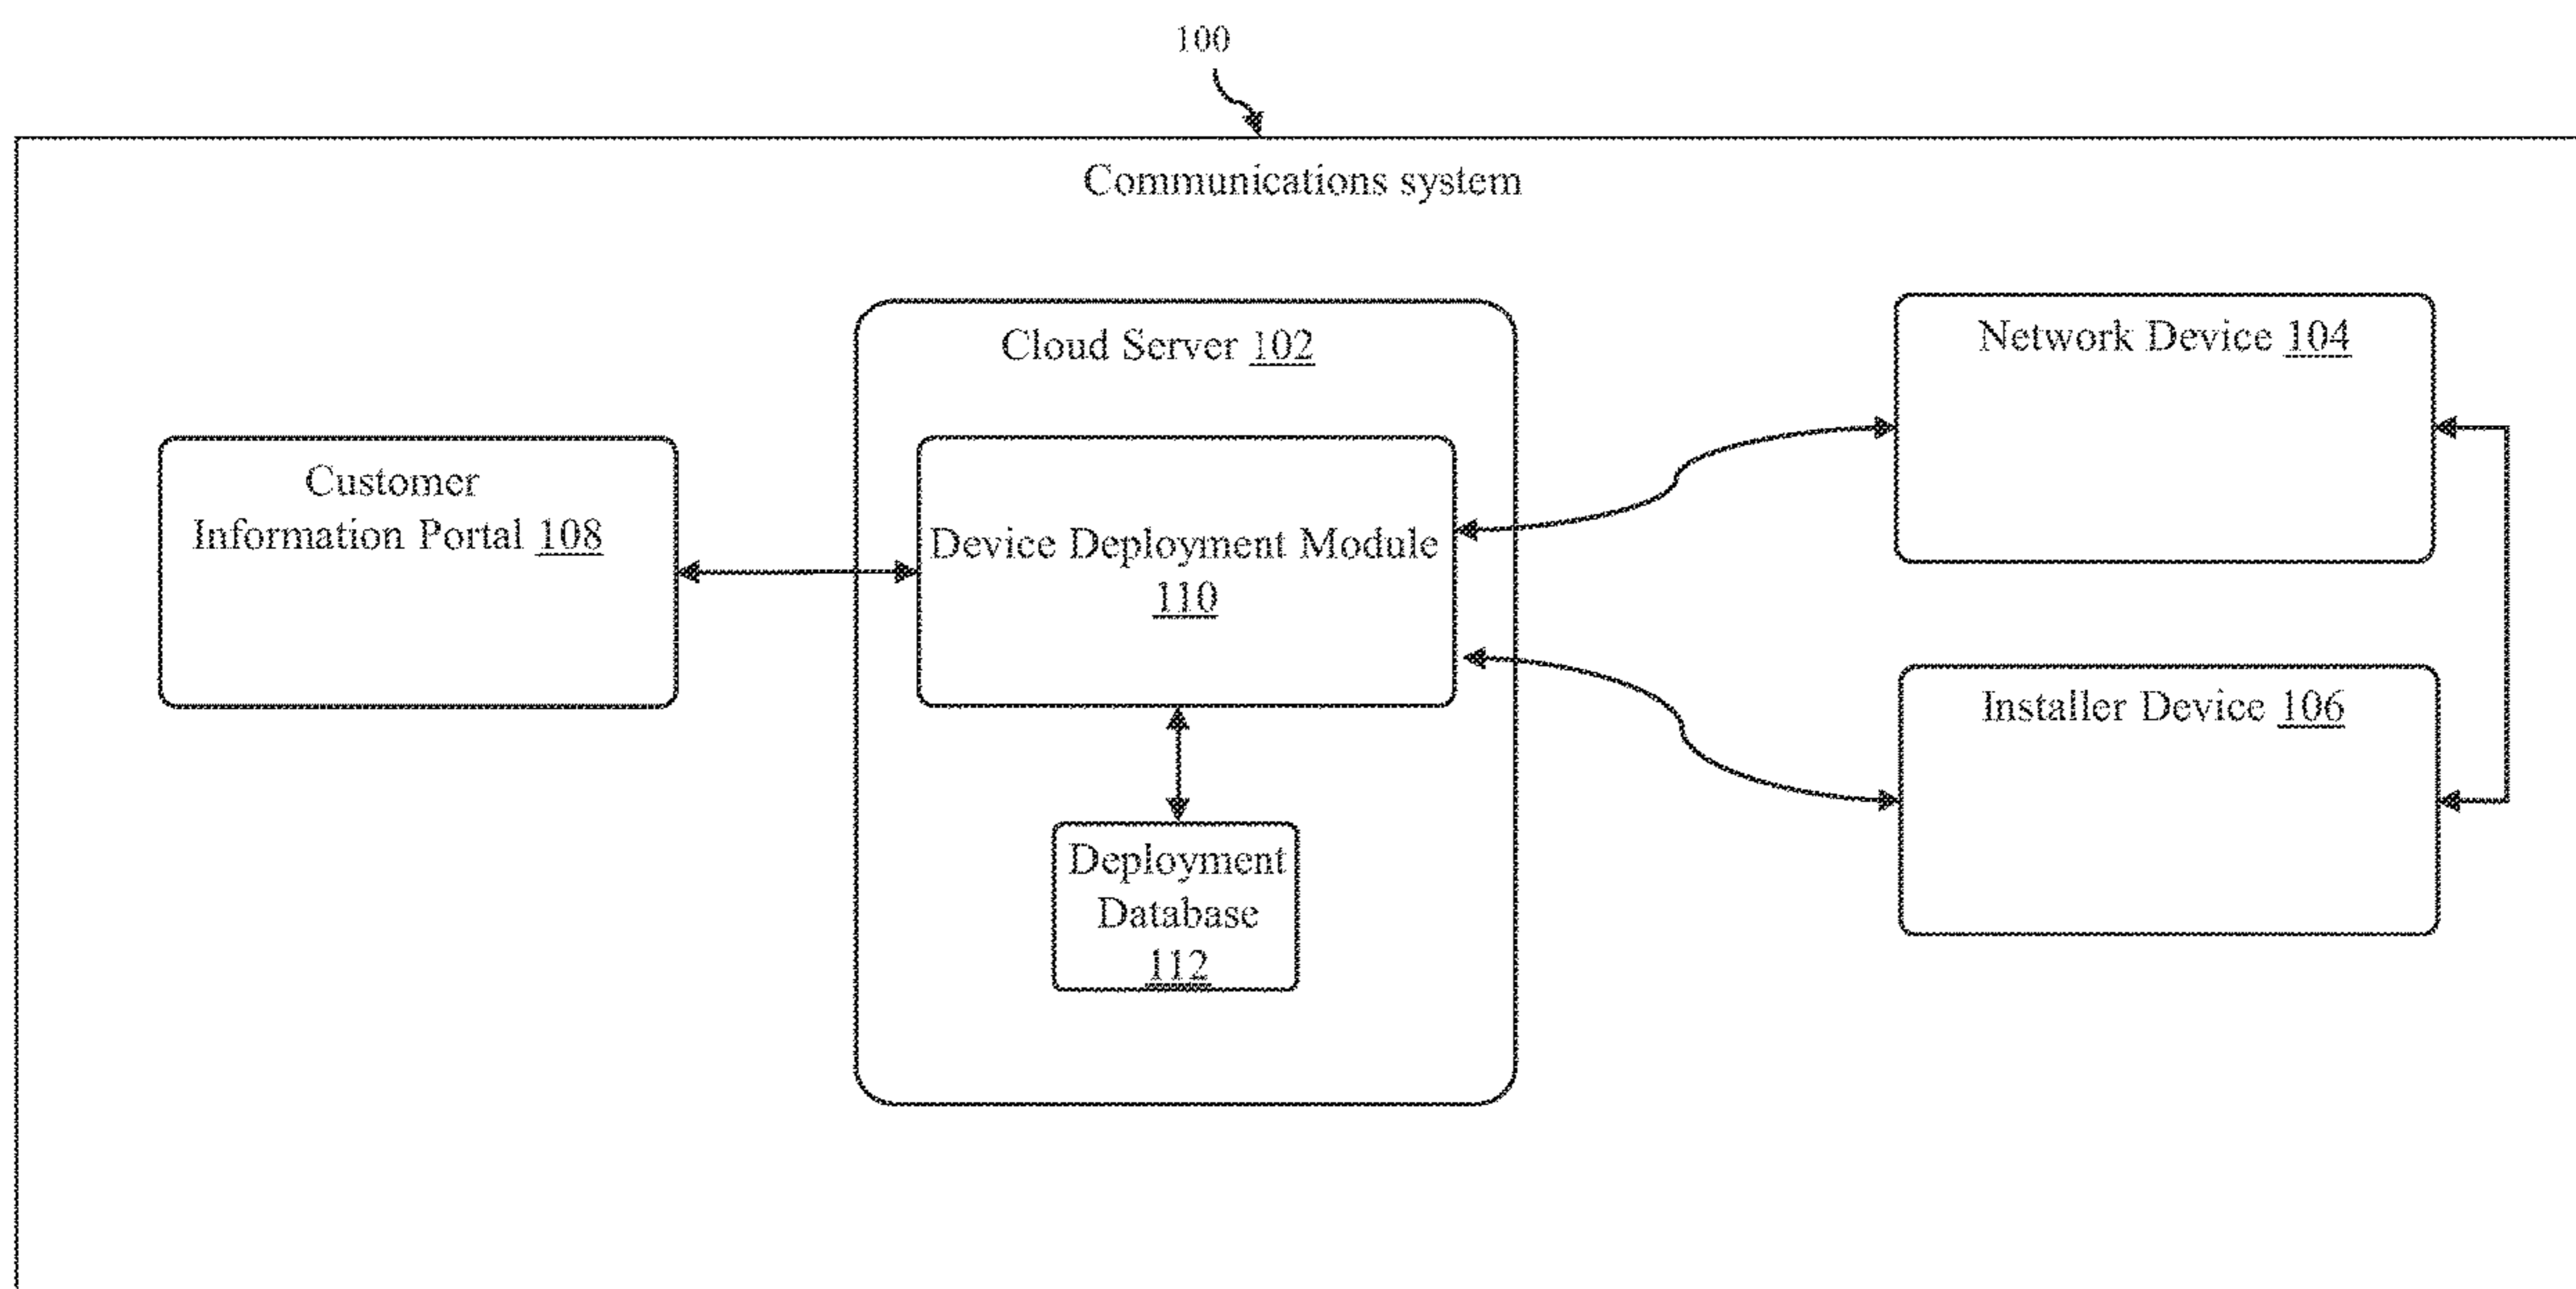 100
Communications system
Cloud Server 102
Network Device 104
Customer
Information Portal 108
Device Deployment Module
110
Installer Device 106
Deployment
Database
112